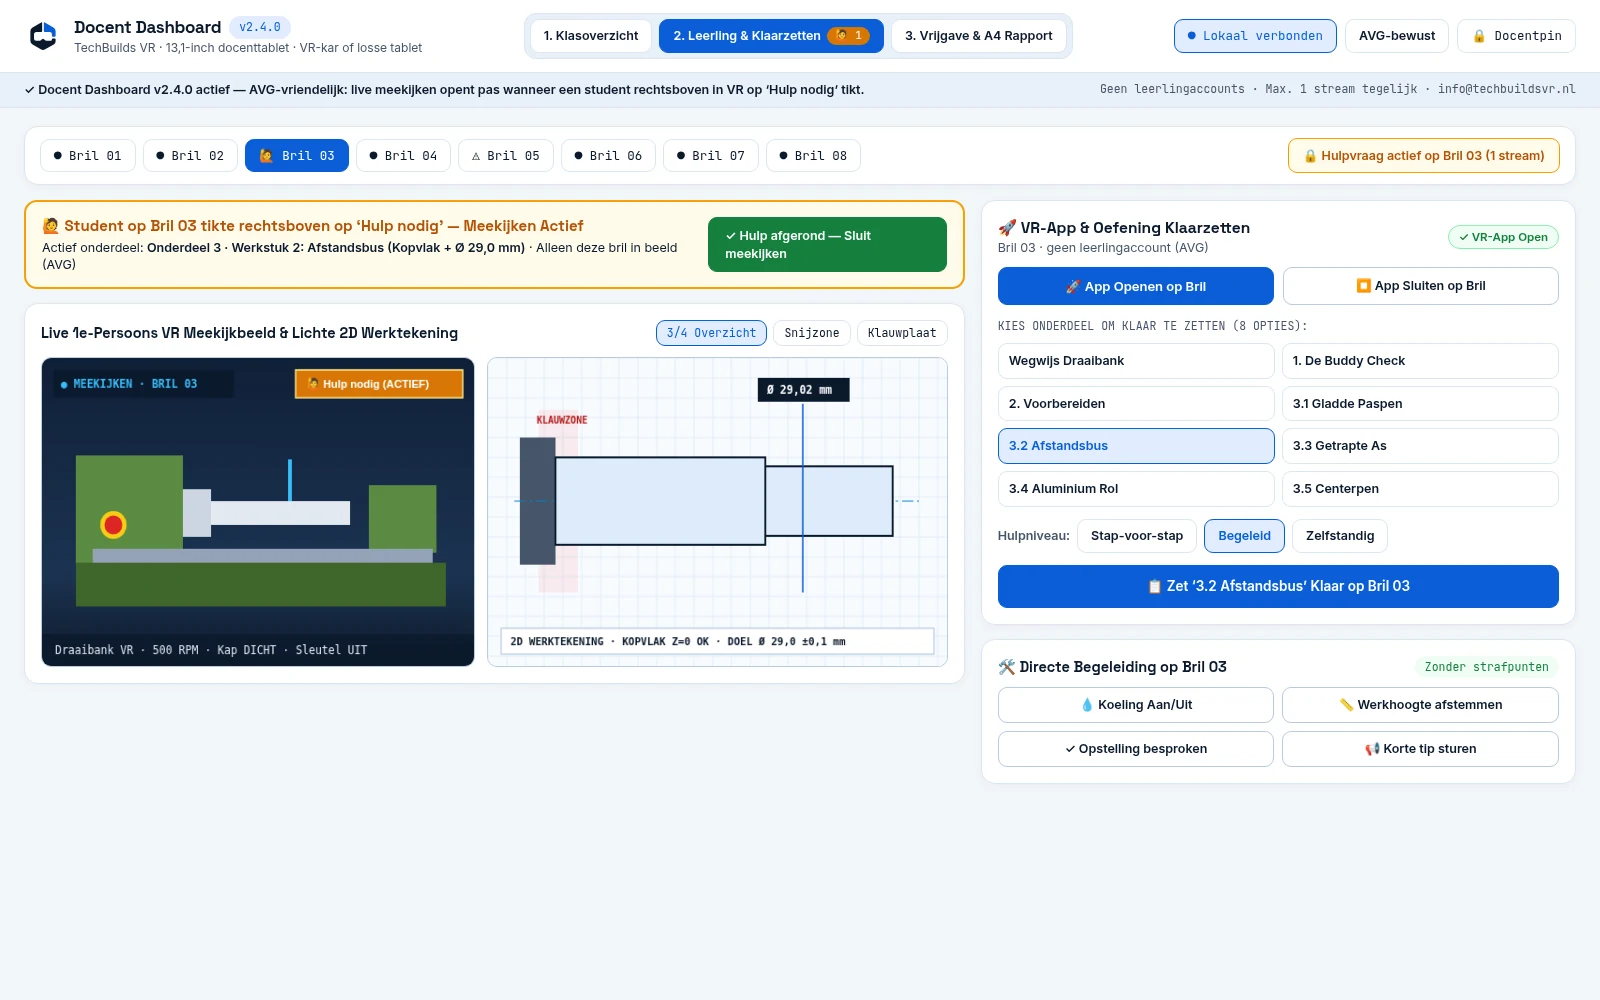 Docent Dashboard v2.4.0
TechBuilds VR · 13,1-inch docenttablet · VR-kar of losse tablet
1. Klasoverzicht
2. Leerling & Klaarzetten 🙋 1
3. Vrijgave & A4 Rapport
● Lokaal verbonden
AVG-bewust
🔒 Docentpin
✓ Docent Dashboard v2.4.0 actief — AVG-vriendelijk: live meekijken opent pas wanneer een student rechtsboven in VR op ‘Hulp nodig’ tikt.
Geen leerlingaccounts · Max. 1 stream tegelijk · info@techbuildsvr.nl
● Bril 01
● Bril 02
🙋 Bril 03
● Bril 04
⚠ Bril 05
● Bril 06
● Bril 07
● Bril 08
🔒 Hulpvraag actief op Bril 03 (1 stream)
🙋 Student op Bril 03 tikte rechtsboven op ‘Hulp nodig’ — Meekijken Actief
Actief onderdeel: Onderdeel 3 · Werkstuk 2: Afstandsbus (Kopvlak + Ø 29,0 mm) · Alleen deze bril in beeld
(AVG)
✓ Hulp afgerond — Sluit
meekijken
Live 1e-Persoons VR Meekijkbeeld & Lichte 2D Werktekening
3/4 Overzicht
Snijzone
Klauwplaat
● MEEKIJKEN · BRIL 03
🙋 Hulp nodig (ACTIEF)
Draaibank VR · 500 RPM · Kap DICHT · Sleutel UIT
Ø 29,02 mm
KLAUWZONE
2D WERKTEKENING · KOPVLAK Z=0 OK · DOEL Ø 29,0 ±0,1 mm
🚀 VR-App & Oefening Klaarzetten
Bril 03 · geen leerlingaccount (AVG)
✓ VR-App Open
🚀 App Openen op Bril
⏹ App Sluiten op Bril
KIES ONDERDEEL OM KLAAR TE ZETTEN (8 OPTIES):
Wegwijs Draaibank
1. De Buddy Check
2. Voorbereiden
3.1 Gladde Paspen
3.2 Afstandsbus
3.3 Getrapte As
3.4 Aluminium Rol
3.5 Centerpen
Hulpniveau:
Stap-voor-stap
Begeleid
Zelfstandig
📋 Zet ‘3.2 Afstandsbus’ Klaar op Bril 03
🛠 Directe Begeleiding op Bril 03
Zonder strafpunten
💧 Koeling Aan/Uit
📏 Werkhoogte afstemmen
✓ Opstelling besproken
📢 Korte tip sturen